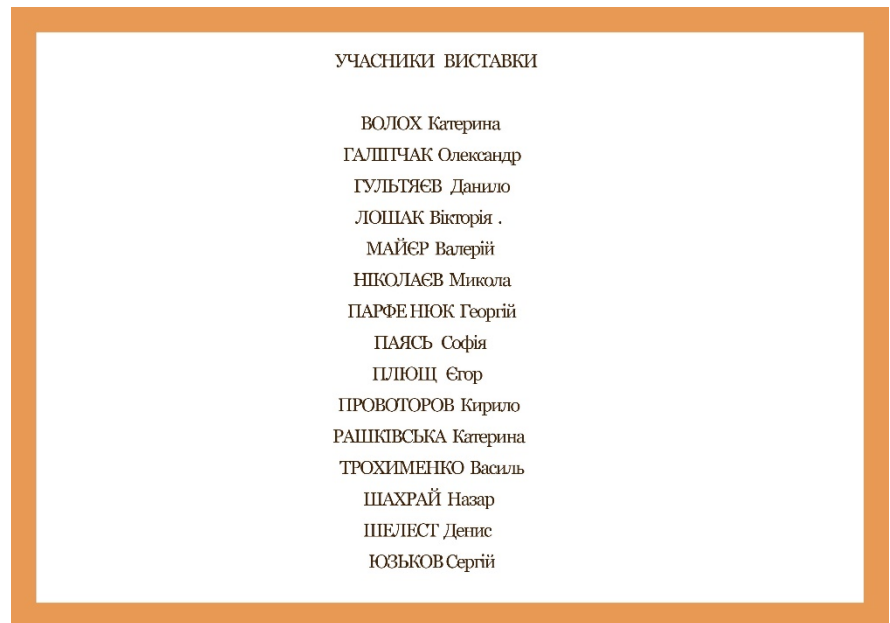 УЧАСНИКИ ВИСТАВКИ
ВОЛОХ Катерина
ГАЛІПЧАК Олександр
ГУЛЬТЯЄВ Данило
ЛОШАК Вікторія .
МАЙЄР Валерій
НІКОЛАЄВ Микола
ПАРФЕНЮК Георгій
ПАЯСЬ Софія
ПЛЮЩ Єгор
ПРОВОТОРОВ Кирило
РАШКІВСЬКА Катерина
ТРОХИМЕНКО Василь
ШАХРАЙ Назар
ШЕЛЕСТ Денис
ЮЗЬКОВ Сергій